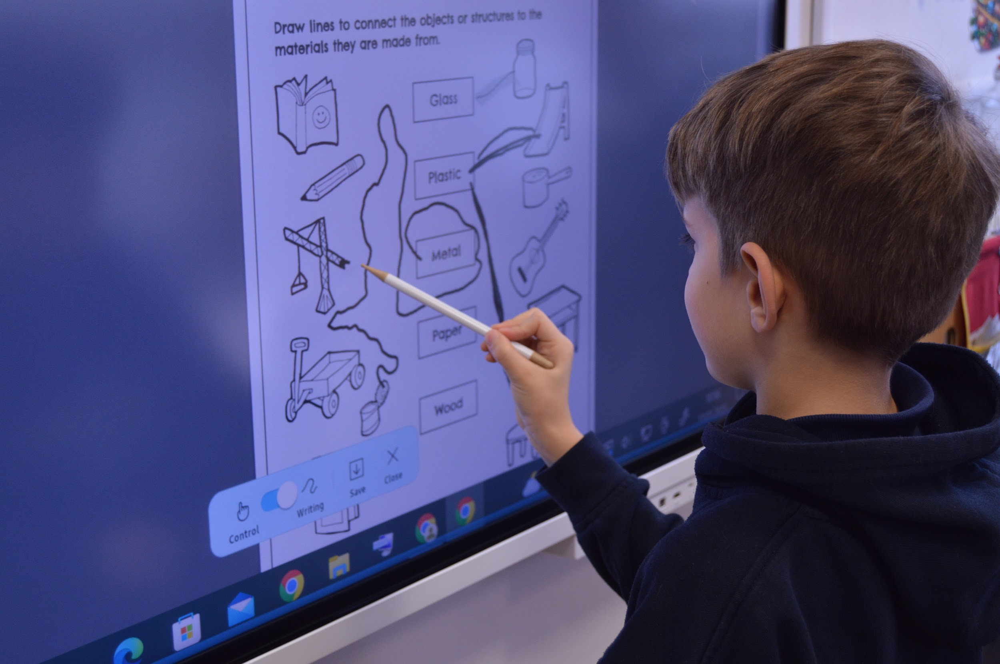 Draw lines to connect the objects or structures to the
materials they are made from.
Glass
Plastic
Metal
Paper
Wood
Control
Writing
Save
Close